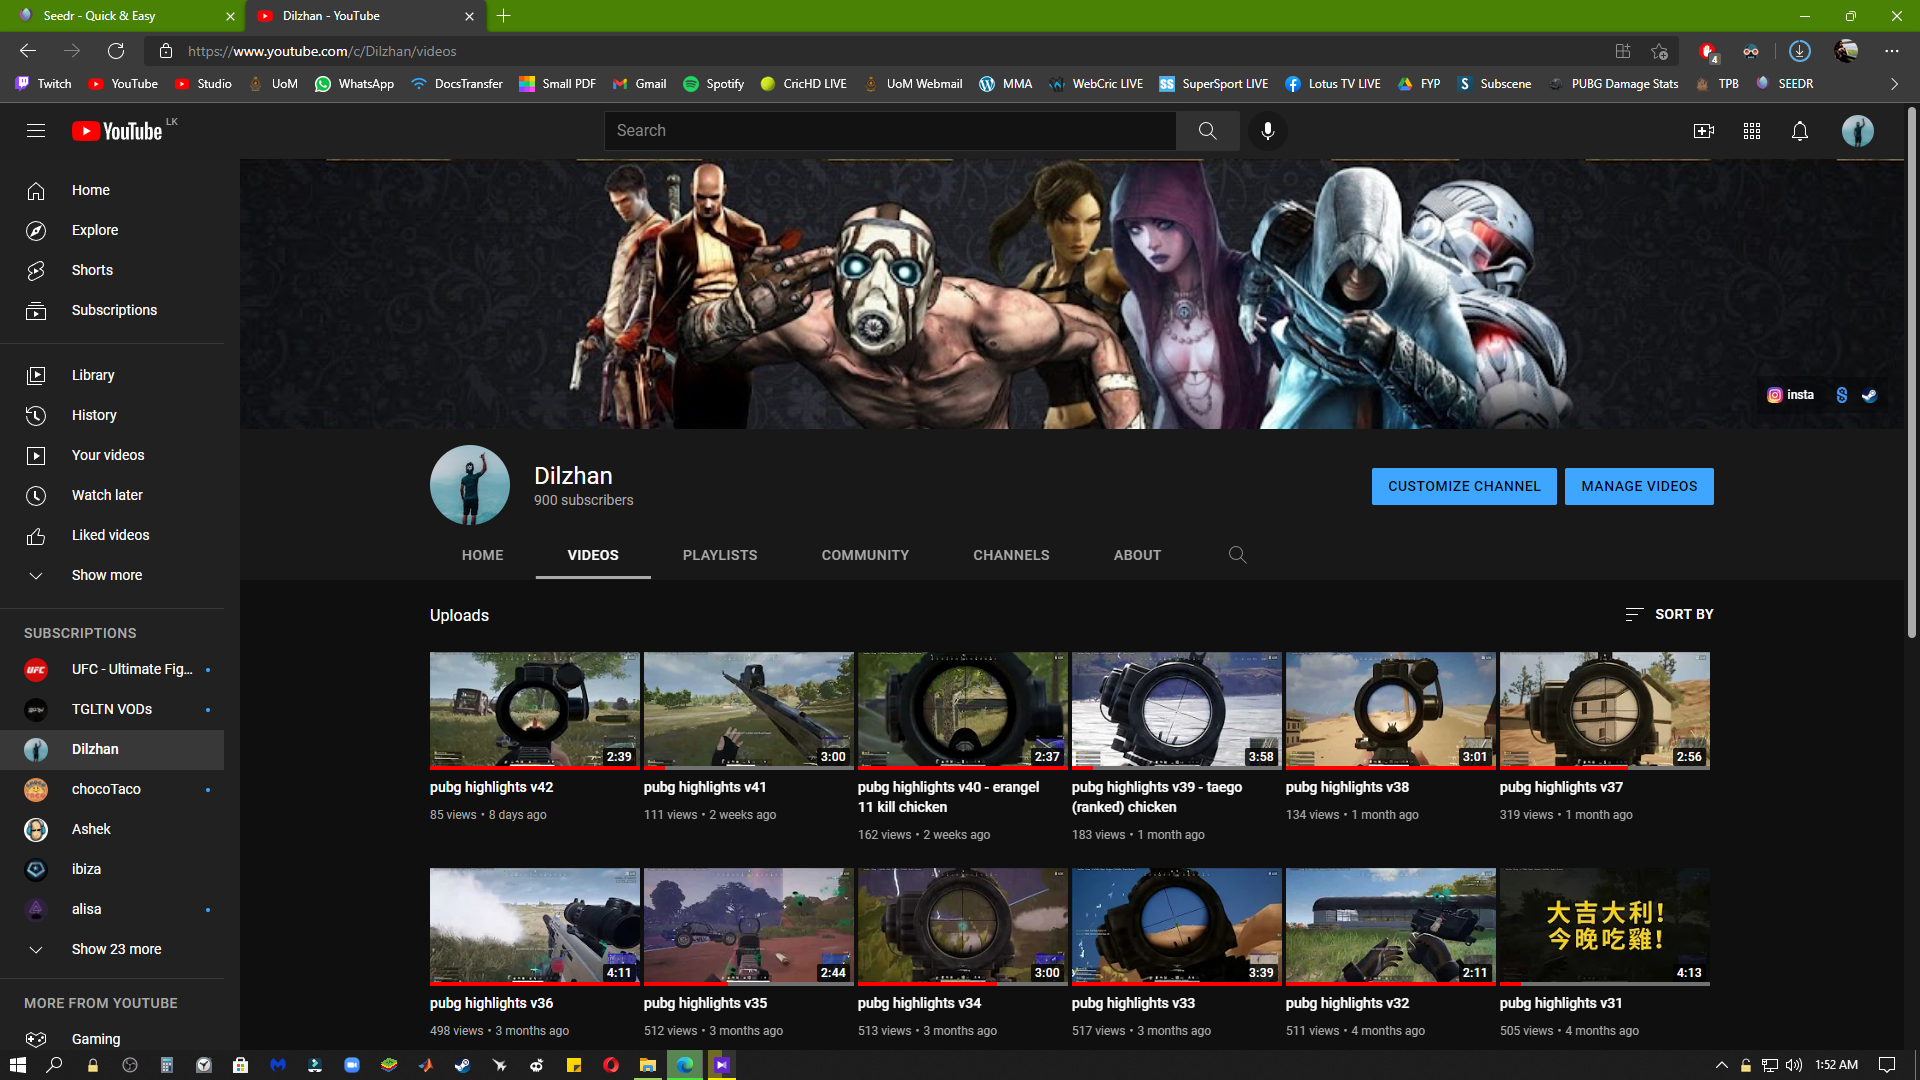 Seedr - Quick & Easy
Dilzhan - YouTube
https://www.youtube.com/c/Dilzhan/videos
4
Twitch
YouTube
Studio
UoM
WhatsApp
DocsTransfer
Small PDF
Gmail
Spotify
CricHD LIVE
UoM Webmail
MMA
WebCric LIVE
SuperSport LIVE
Lotus TV LIVE
FYP
Subscene
PUBG Damage Stats
TPB
SEEDR
YouTube LK
Search
Home
Explore
Shorts
Subscriptions
Library
History
Your videos
Watch later
Liked videos
Show more
SUBSCRIPTIONS
UFC - Ultimate Fig...
TGLTN VODs
Dilzhan
chocoTaco
Ashek
ibiza
alisa
Show 23 more
MORE FROM YOUTUBE
Gaming
insta
Dilzhan
900 subscribers
CUSTOMIZE CHANNEL
MANAGE VIDEOS
HOME
VIDEOS
PLAYLISTS
COMMUNITY
CHANNELS
ABOUT
Uploads
SORT BY
2:39
pubg highlights v42
85 views • 8 days ago
3:00
pubg highlights v41
111 views • 2 weeks ago
2:37
pubg highlights v40 - erangel
11 kill chicken
162 views • 2 weeks ago
3:58
pubg highlights v39 - taego
(ranked) chicken
183 views • 1 month ago
3:01
pubg highlights v38
134 views • 1 month ago
2:56
pubg highlights v37
319 views • 1 month ago
4:11
pubg highlights v36
498 views • 3 months ago
2:44
pubg highlights v35
512 views • 3 months ago
3:00
pubg highlights v34
513 views • 3 months ago
3:39
pubg highlights v33
517 views • 3 months ago
2:11
pubg highlights v32
511 views • 4 months ago
大吉大利!
今晚吃雞!
4:13
pubg highlights v31
505 views • 4 months ago
1:52 AM